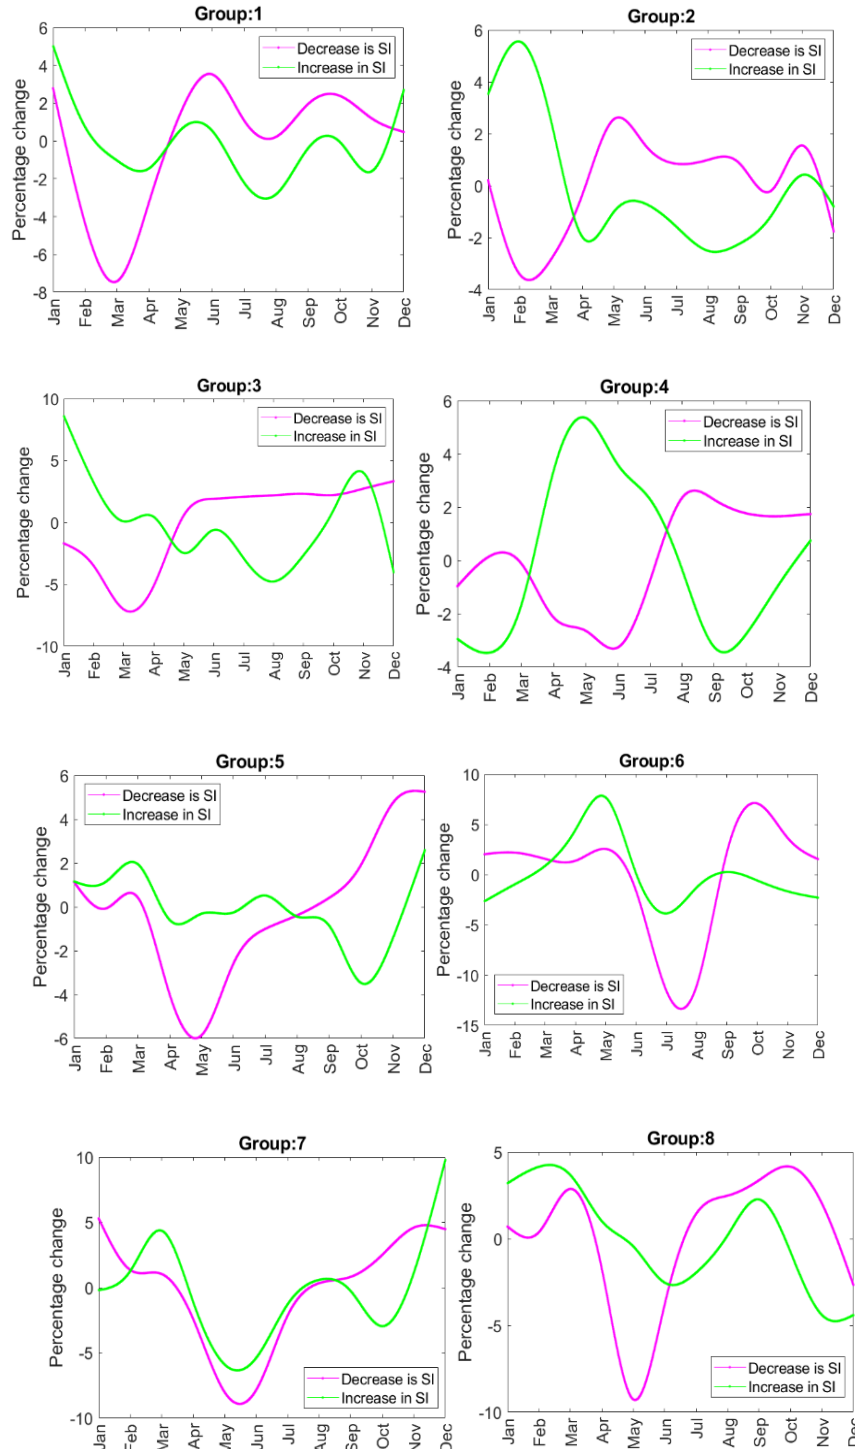 Group:1
Percentage change
6
4
2
0
-2
-4
-6
-8
Decrease is SI
Increase in SI
Jan
Feb
Mar
Apr
May
Jun
Jul
Aug
Sep
Oct
Nov
Dec
Group:2
Percentage change
6
4
2
0
-2
-4
Decrease is SI
Increase in SI
Jan
Feb
Mar
Apr
May
Jun
Jul
Aug
Sep
Oct
Nov
Dec
Group:3
Percentage change
10
5
0
-5
-10
Decrease is SI
Increase in SI
Jan
Feb
Mar
Apr
May
Jun
Jul
Aug
Sep
Oct
Nov
Dec
Group:4
Percentage change
6
4
2
0
-2
-4
Decrease is SI
Increase in SI
Jan
Feb
Mar
Apr
May
Jun
Jul
Aug
Sep
Oct
Nov
Dec
Group:5
Percentage change
6
4
2
0
-2
-4
-6
Decrease is SI
Increase in SI
Jan
Feb
Mar
Apr
May
Jun
Jul
Aug
Sep
Oct
Nov
Dec
Group:6
Percentage change
10
5
0
-5
-10
-15
Decrease is SI
Increase in SI
Jan
Feb
Mar
Apr
May
Jun
Jul
Aug
Sep
Oct
Nov
Dec
Group:7
Percentage change
10
5
0
-5
-10
Decrease is SI
Increase in SI
Jan
Feb
Mar
Apr
May
Jun
Jul
Aug
Sep
Oct
Nov
Dec
Group:8
Percentage change
5
0
-5
-10
Decrease is SI
Increase in SI
Jan
Feb
Mar
Apr
May
Jun
Jul
Aug
Sep
Oct
Nov
Dec